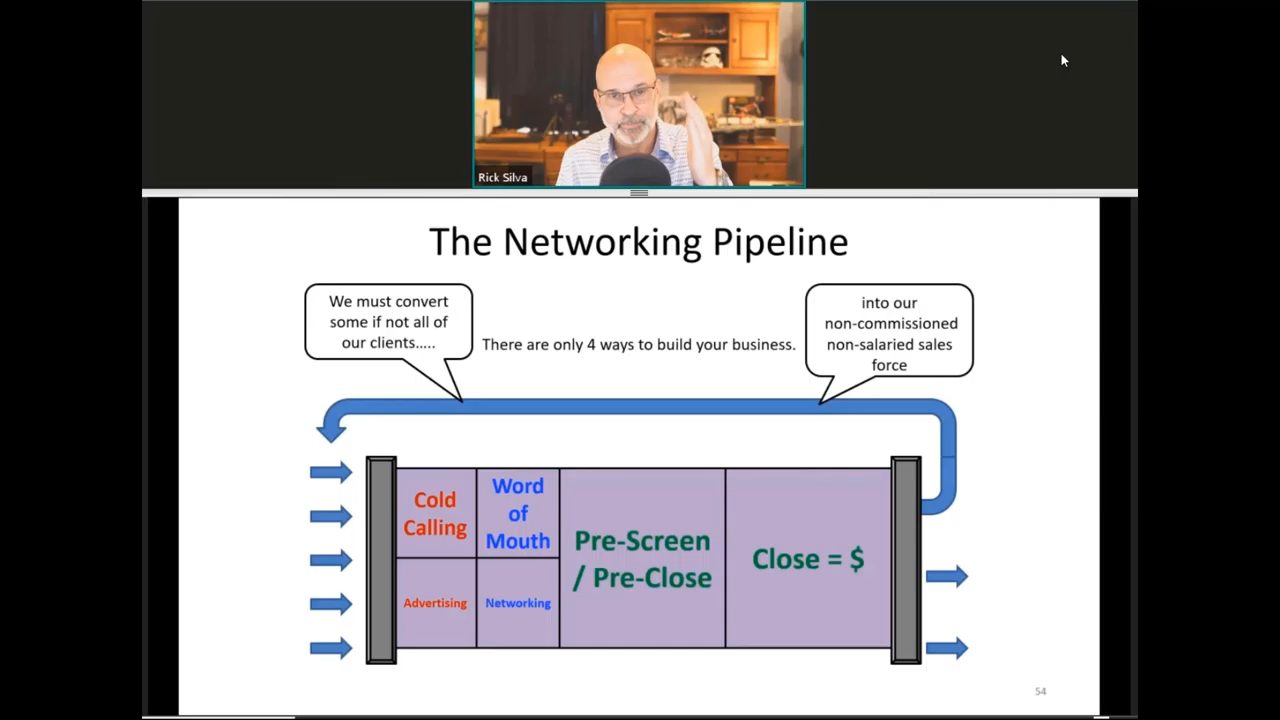 Rick Silva
The Networking Pipeline
We must convert
some if not all of
our clients…..
There are only 4 ways to build your business.
into our
non-commissioned
non-salaried sales
force
Cold
Calling
Word
of
Mouth
Advertising
Networking
Pre-Screen
/ Pre-Close
Close = $
54